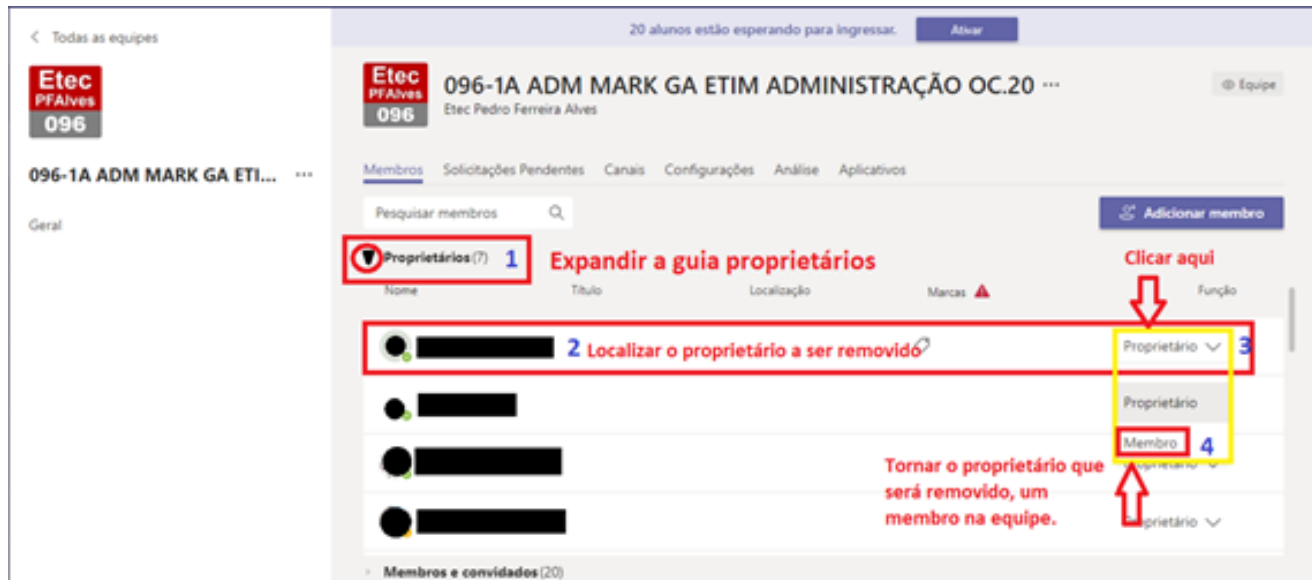 Todas as equipes
20 alunos estão esperando para ingressar. Ativar
Etec
PFAlves
096
096-1A ADM MARK GA ETI... ...
Geral
Etec
PFAlves
096
096-1A ADM MARK GA ETIM ADMINISTRAÇÃO OC.20 ...
Etec Pedro Ferreira Alves
Equipe
Membros Solicitações Pendentes Canais Configurações Análise Aplicativos
Pesquisar membros
Adicionar membro
Proprietários (7) 1 Expandir a guia proprietários
Clicar aqui
Nome Título Localização Marcas Função
2 Localizar o proprietário a ser removido
Proprietário 3
Proprietário
Membro 4
Proprietário
Tornar o proprietário que
será removido, um
membro na equipe.
Proprietário
Membros e convidados (20)